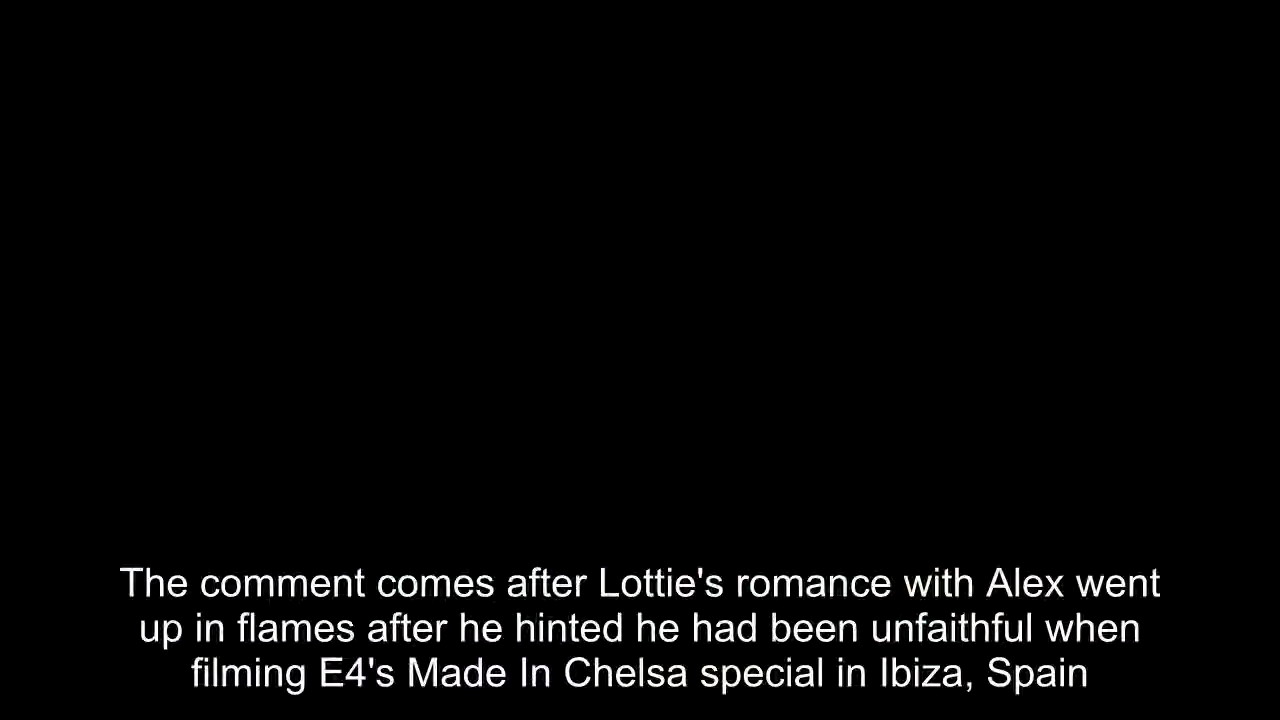 The comment comes after Lottie's romance with Alex went
up in flames after he hinted he had been unfaithful when
filming E4's Made In Chelsa special in Ibiza, Spain